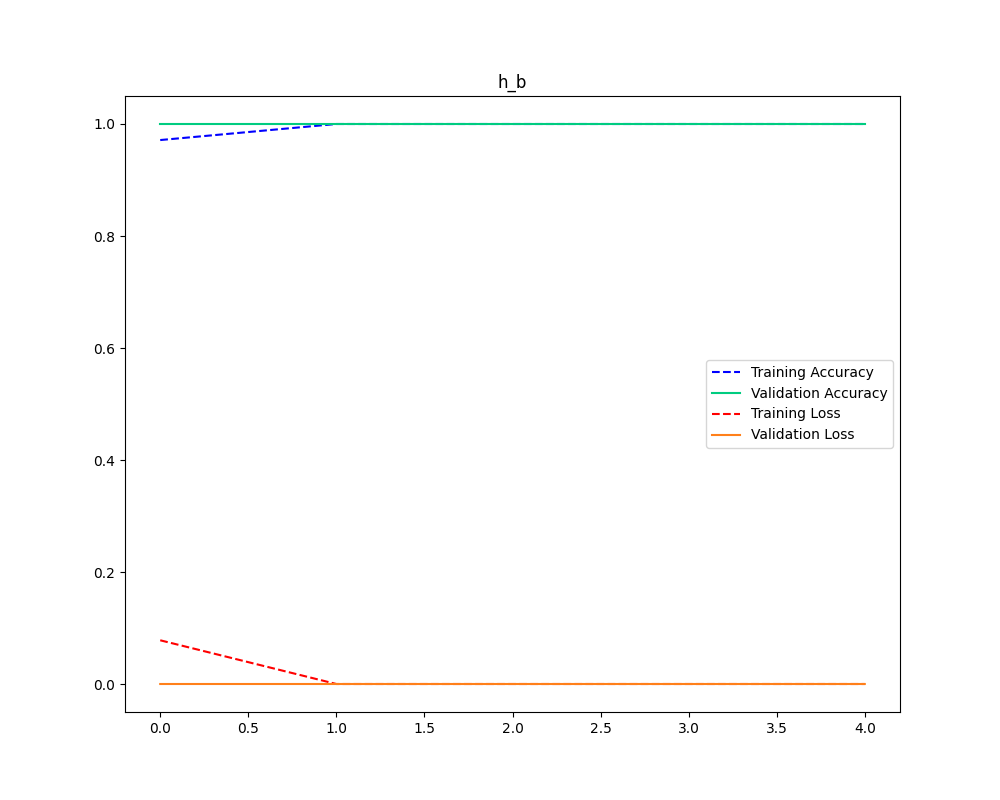 h_b
1.0
0.8
0.6
0.4
0.2
0.0
Training Accuracy
Validation Accuracy
Training Loss
Validation Loss
0.0 0.5 1.0 1.5 2.0 2.5 3.0 3.5 4.0